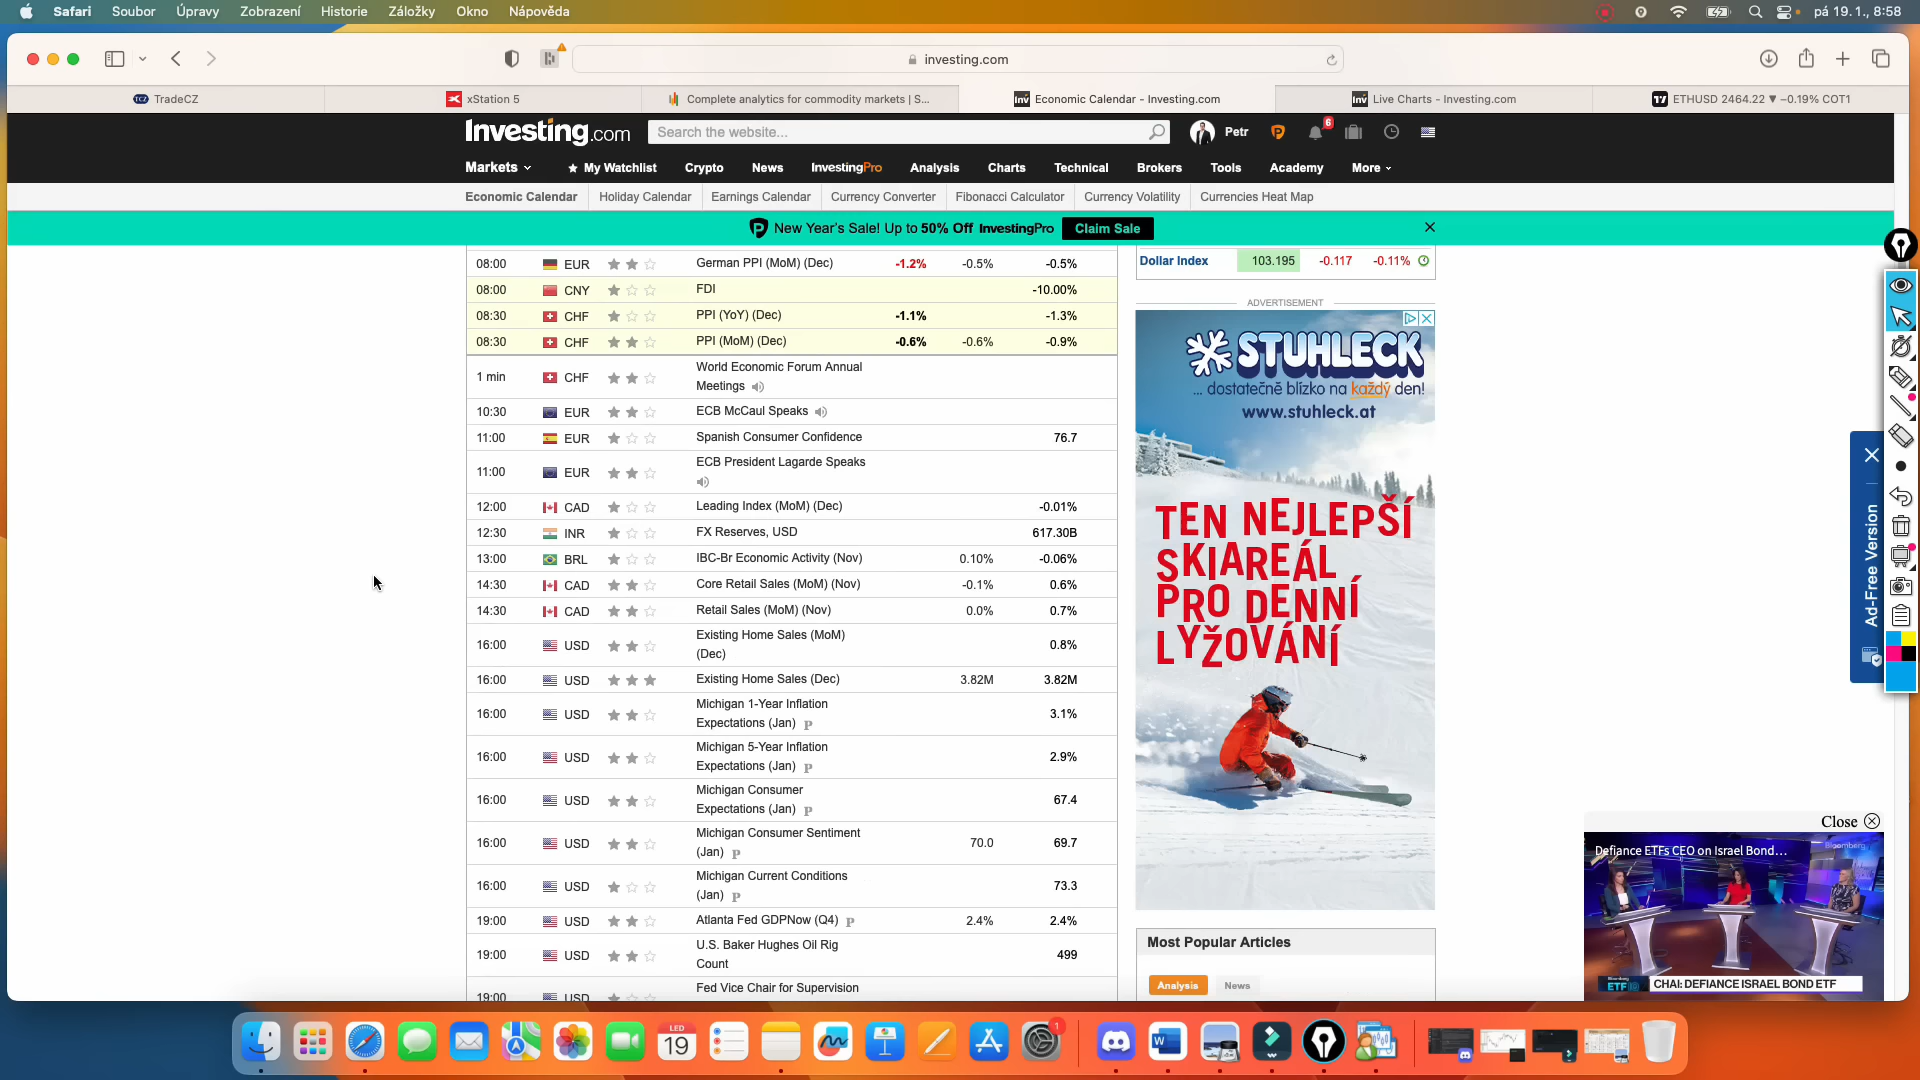 Safari Soubor Úpravy Zobrazení Historie Záložky Okno Nápověda pá 19.1., 8:58
investing.com
TradeCZ xStation 5 Complete analytics for commodity markets | S... Economic Calendar - Investing.com Live Charts - Investing.com ETHUSD 2464.22 ▼ −0.19% COT1
Investing.com Search the website... Petr 6
Markets My Watchlist Crypto News InvestingPro Analysis Charts Technical Brokers Tools Academy More
Economic Calendar Holiday Calendar Earnings Calendar Currency Converter Fibonacci Calculator Currency Volatility Currencies Heat Map
New Year's Sale! Up to 50% Off InvestingPro Claim Sale
08:00 EUR German PPI (MoM) (Dec) -1.2% -0.5% -0.5%
08:00 CNY FDI -10.00%
08:30 CHF PPI (YoY) (Dec) -1.1% -1.3%
08:30 CHF PPI (MoM) (Dec) -0.6% -0.6% -0.9%
1 min CHF World Economic Forum Annual
Meetings
10:30 EUR ECB McCaul Speaks
11:00 EUR Spanish Consumer Confidence 76.7
11:00 EUR ECB President Lagarde Speaks
12:00 CAD Leading Index (MoM) (Dec) -0.01%
12:30 INR FX Reserves, USD 617.30B
13:00 BRL IBC-Br Economic Activity (Nov) 0.10% -0.06%
14:30 CAD Core Retail Sales (MoM) (Nov) -0.1% 0.6%
14:30 CAD Retail Sales (MoM) (Nov) 0.0% 0.7%
16:00 USD Existing Home Sales (MoM)
(Dec) 0.8%
16:00 USD Existing Home Sales (Dec) 3.82M 3.82M
16:00 USD Michigan 1-Year Inflation
Expectations (Jan) P 3.1%
16:00 USD Michigan 5-Year Inflation
Expectations (Jan) P 2.9%
16:00 USD Michigan Consumer
Expectations (Jan) P 67.4
16:00 USD Michigan Consumer Sentiment
(Jan) P 70.0 69.7
16:00 USD Michigan Current Conditions
(Jan) P 73.3
19:00 USD Atlanta Fed GDPNow (Q4) P 2.4% 2.4%
19:00 USD U.S. Baker Hughes Oil Rig
Count 499
19:00 USD Fed Vice Chair for Supervision
Dollar Index 103.195 -0.117 -0.11%
ADVERTISEMENT
STUHLECK
... dostatečně blízko na každý den!
www.stuhleck.at
TEN NEJLEPŠÍ
SKIAREÁL
PRO DENNÍ
LYŽOVÁNÍ
Most Popular Articles
Analysis News
Ad-Free Version
Close
Defiance ETFs CEO on Israel Bond...
Bloomberg
ETF
CHAI: DEFIANCE ISRAEL BOND ETF
LED
19
1